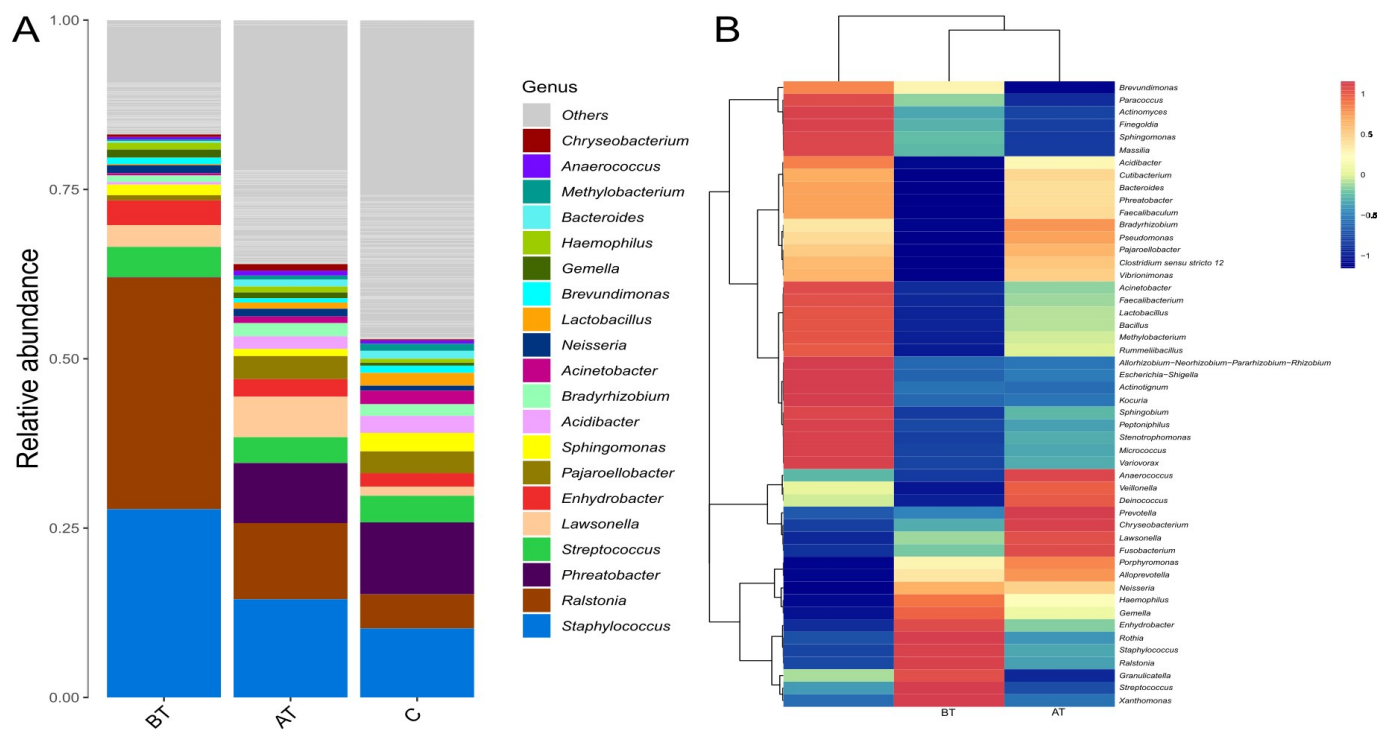 A
B
Relative abundance
1.00
0.75
0.50
0.25
0.00
BT
AT
C
Genus
Others
Chryseobacterium
Anaerococcus
Methylobacterium
Bacteroides
Haemophilus
Gemella
Brevundimonas
Lactobacillus
Neisseria
Acinetobacter
Bradyrhizobium
Acidibacter
Sphingomonas
Pajaroellobacter
Enhydrobacter
Lawsonella
Streptococcus
Phreatobacter
Ralstonia
Staphylococcus
Brevundimonas
Paracoccus
Actinomyces
Finegoldia
Sphingomonas
Massilia
Acidibacter
Cutibacterium
Bacteroides
Phreatobacter
Faecalibaculum
Bradyrhizobium
Pseudomonas
Pajaroellobacter
Clostridium sensu stricto 12
Vibrionimonas
Acinetobacter
Faecalibacterium
Lactobacillus
Bacillus
Methylobacterium
Rummeliibacillus
Allorhizobium−Neorhizobium−Pararhizobium−Rhizobium
Escherichia−Shigella
Actinotignum
Kocuria
Sphingobium
Peptoniphilus
Stenotrophomonas
Micrococcus
Variovorax
Anaerococcus
Veillonella
Deinococcus
Prevotella
Chryseobacterium
Lawsonella
Fusobacterium
Porphyromonas
Alloprevotella
Neisseria
Haemophilus
Gemella
Enhydrobacter
Rothia
Staphylococcus
Ralstonia
Granulicatella
Streptococcus
Xanthomonas
BT
AT
1
0.5
−1